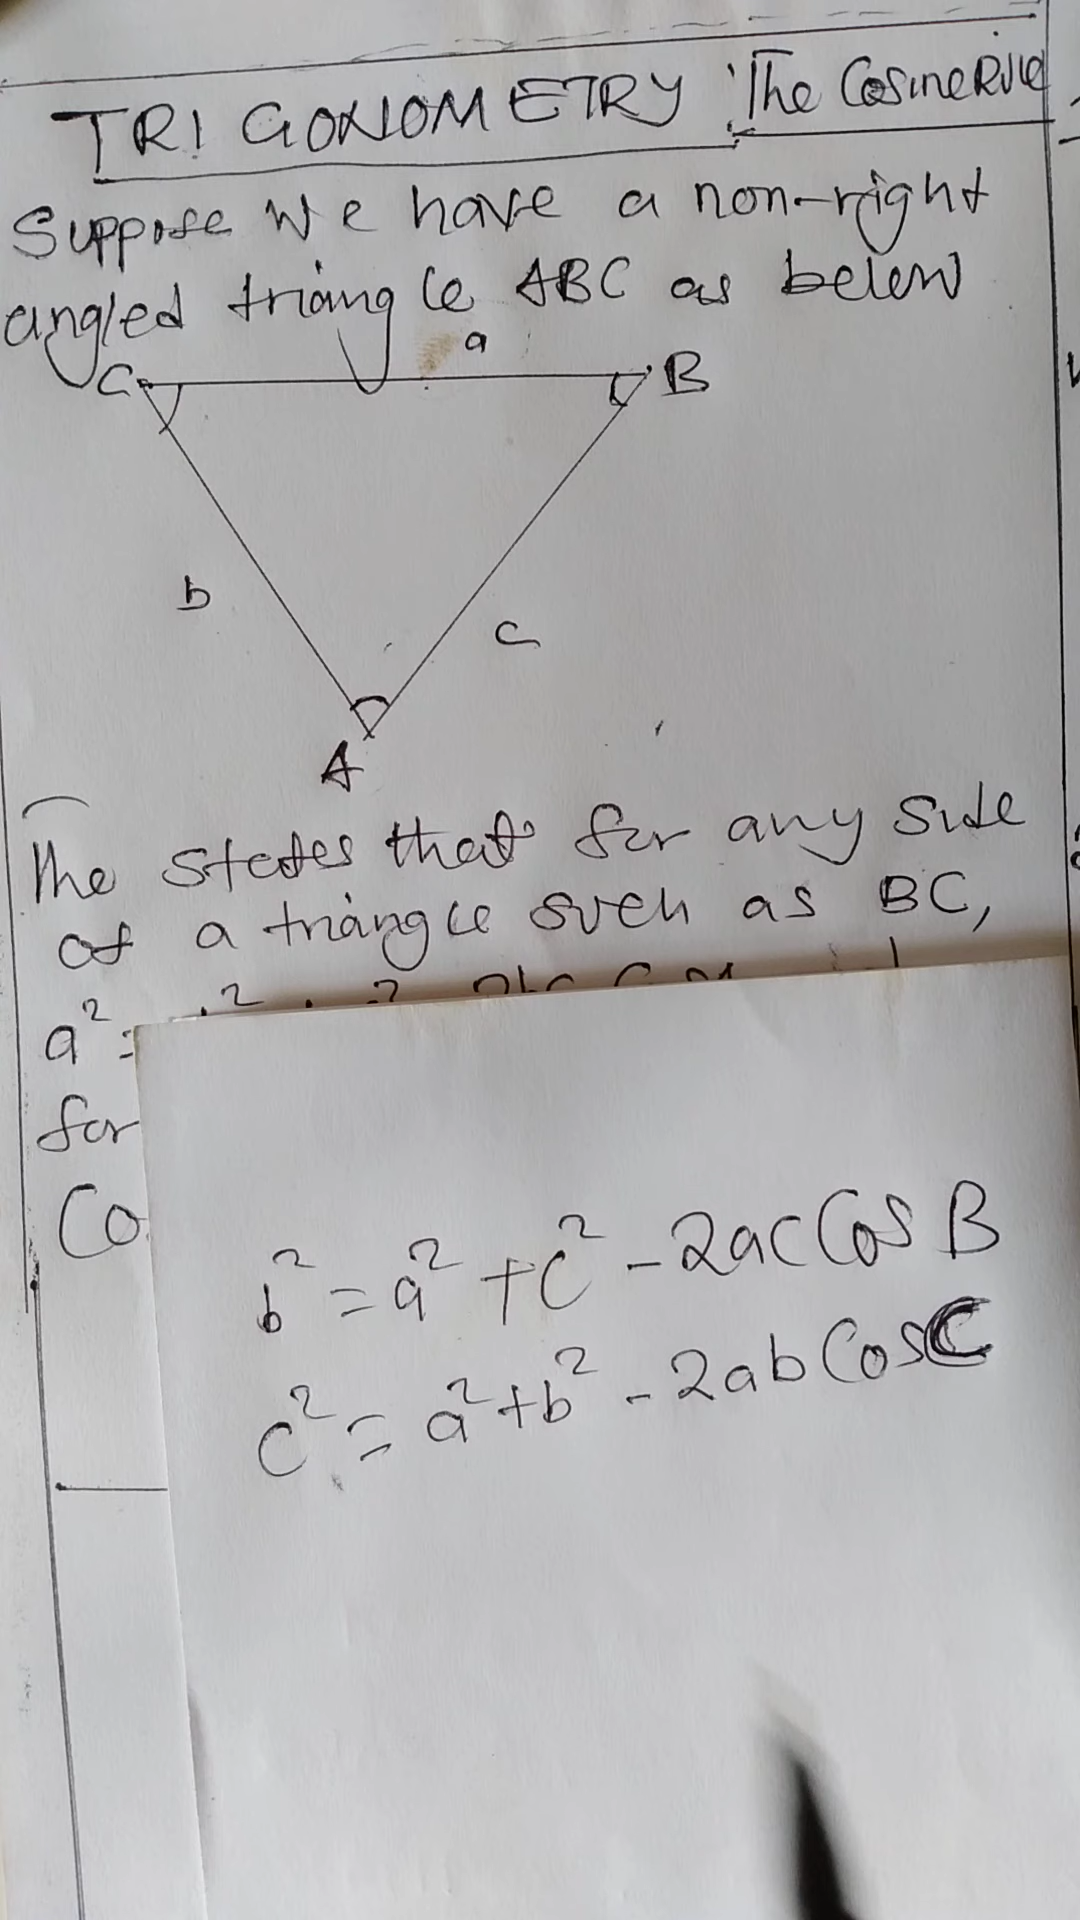 TRIGONOMETRY: The Cosine Rule
Suppose we have a non-right
angled triangle ABC as below
a
C B
b
c
A
The states that for any side
of a triangle such as BC,
a² =
for
Co
b² = a² + c² - 2ac Cos B
c² = a² + b² - 2ab Cos C